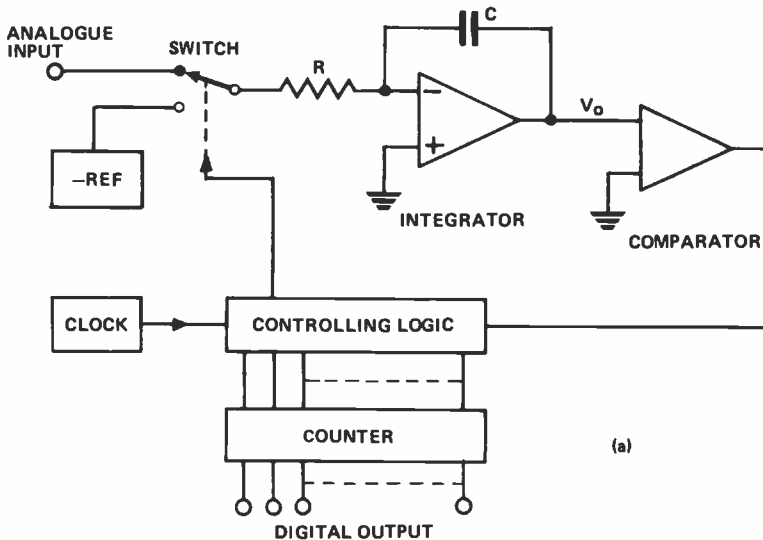 ANALOGUE
INPUT
SWITCH
R
C
−
+
V₀
−REF
INTEGRATOR
COMPARATOR
CLOCK
CONTROLLING LOGIC
COUNTER
(a)
DIGITAL OUTPUT